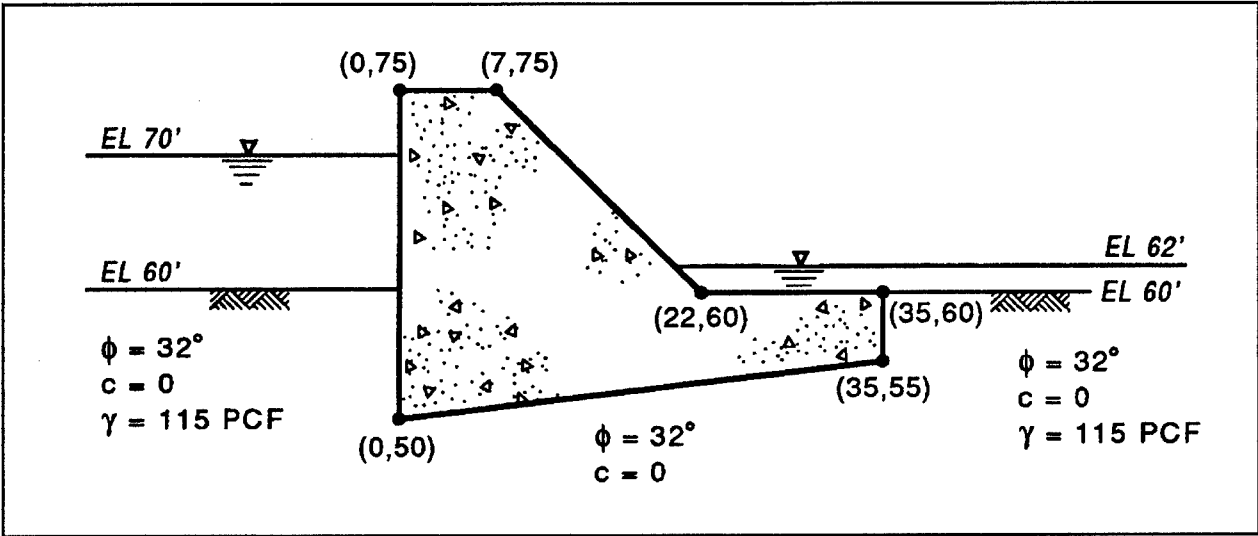 (0,75)
(7,75)
EL 70'
EL 62'
EL 60'
EL 60'
(22,60)
(35,60)
ϕ = 32°
c = 0
γ = 115 PCF
(35,55)
ϕ = 32°
c = 0
γ = 115 PCF
(0,50)
ϕ = 32°
c = 0